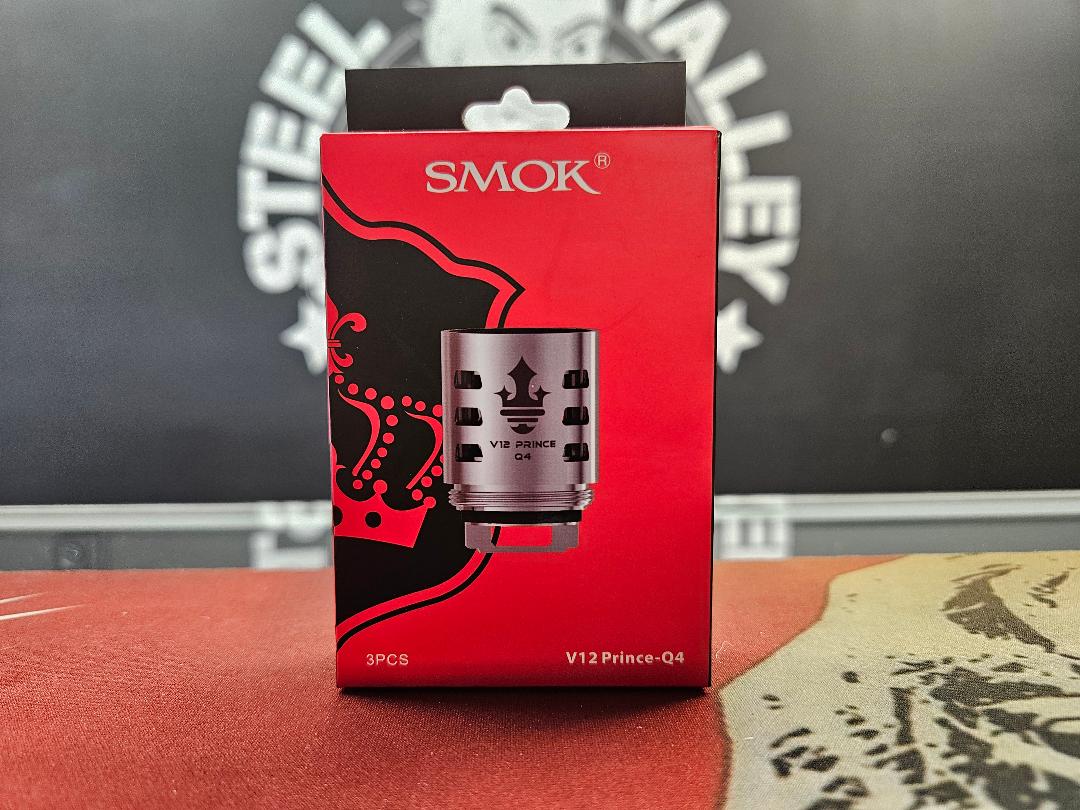 STEEL VALLEY
SMOK®
V12 PRINCE
Q4
3PCS
V12 Prince-Q4